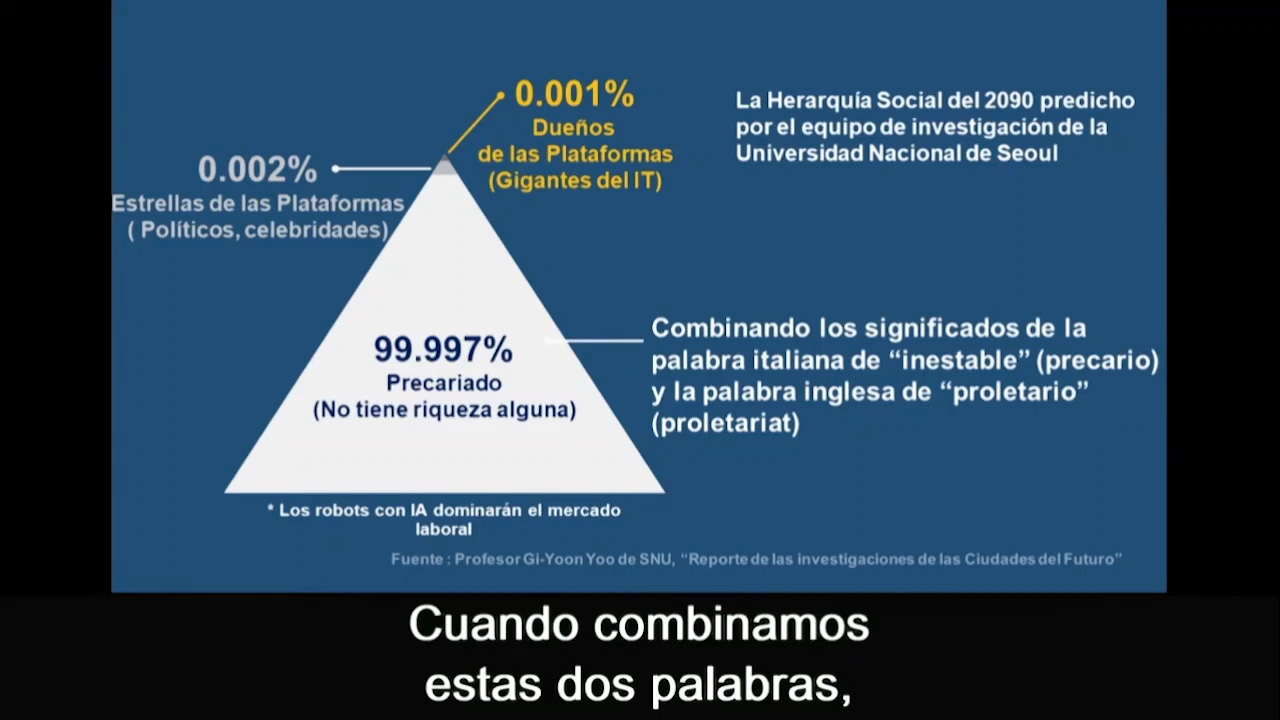 0.001%
Dueños
de las Plataformas
(Gigantes del IT)
La Herarquía Social del 2090 predicho
por el equipo de investigación de la
Universidad Nacional de Seoul
0.002%
Estrellas de las Plataformas
( Políticos, celebridades)
99.997%
Precariado
(No tiene riqueza alguna)
Combinando los significados de la
palabra italiana de “inestable” (precario)
y la palabra inglesa de “proletario”
(proletariat)
* Los robots con IA dominarán el mercado
laboral
Fuente : Profesor Gi-Yoon Yoo de SNU, “Reporte de las investigaciones de las Ciudades del Futuro”
Cuando combinamos
estas dos palabras,